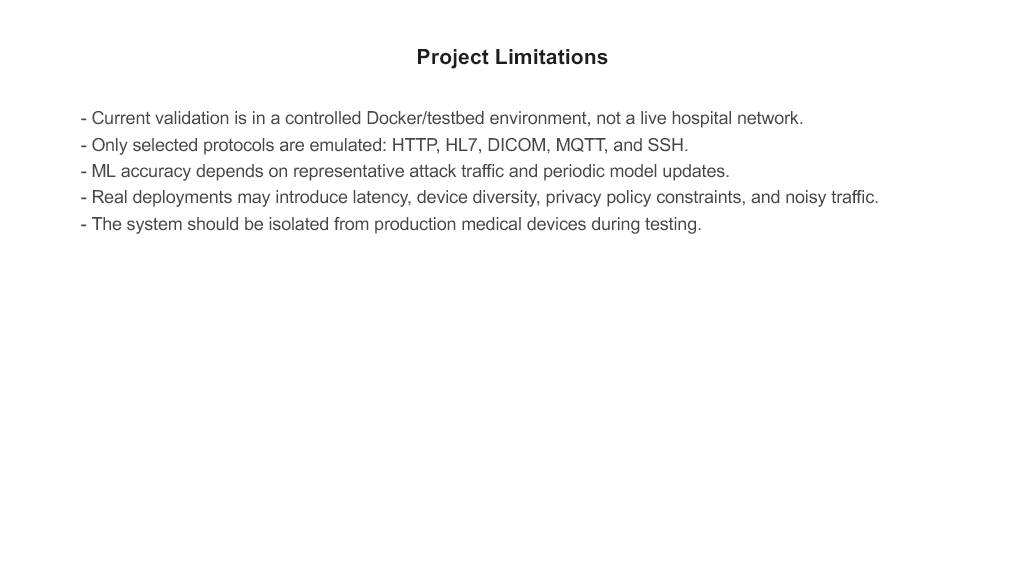 Project Limitations
- Current validation is in a controlled Docker/testbed environment, not a live hospital network.
- Only selected protocols are emulated: HTTP, HL7, DICOM, MQTT, and SSH.
- ML accuracy depends on representative attack traffic and periodic model updates.
- Real deployments may introduce latency, device diversity, privacy policy constraints, and noisy traffic.
- The system should be isolated from production medical devices during testing.